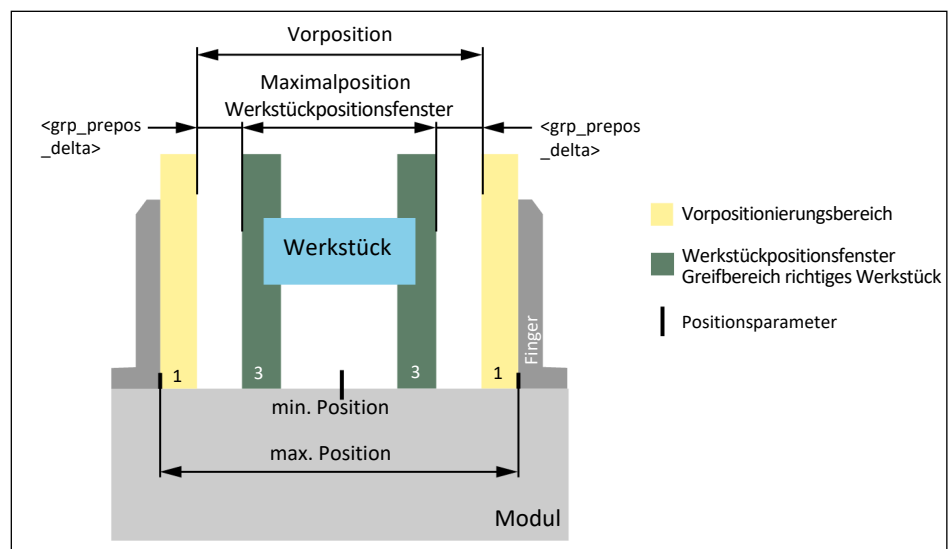 Vorposition
Maximalposition
Werkstückpositionsfenster
<grp_prepos
_delta>
<grp_prepos
_delta>
Werkstück
Vorpositionierungsbereich
Werkstückpositionsfenster
Greifbereich richtiges Werkstück
Positionsparameter
Finger
1
3
3
1
min. Position
max. Position
Modul